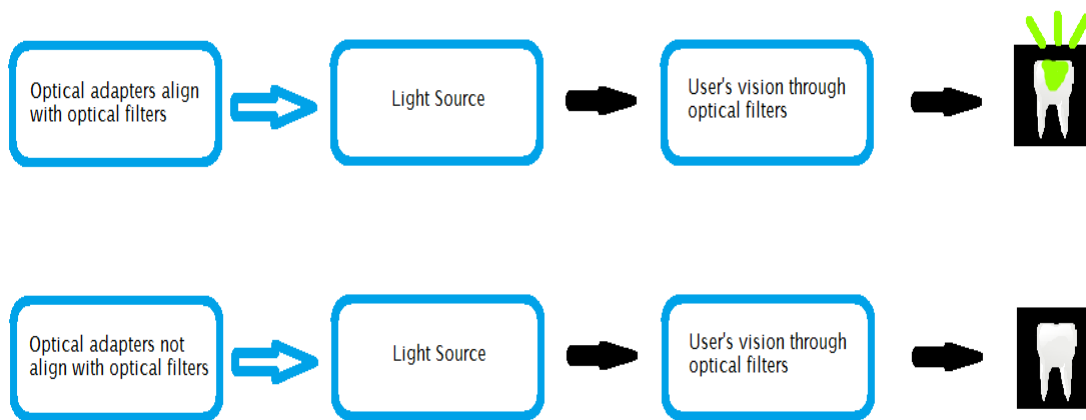 Optical adapters align
with optical filters
Light Source
User's vision through
optical filters
Optical adapters not
align with optical filters
Light Source
User's vision through
optical filters